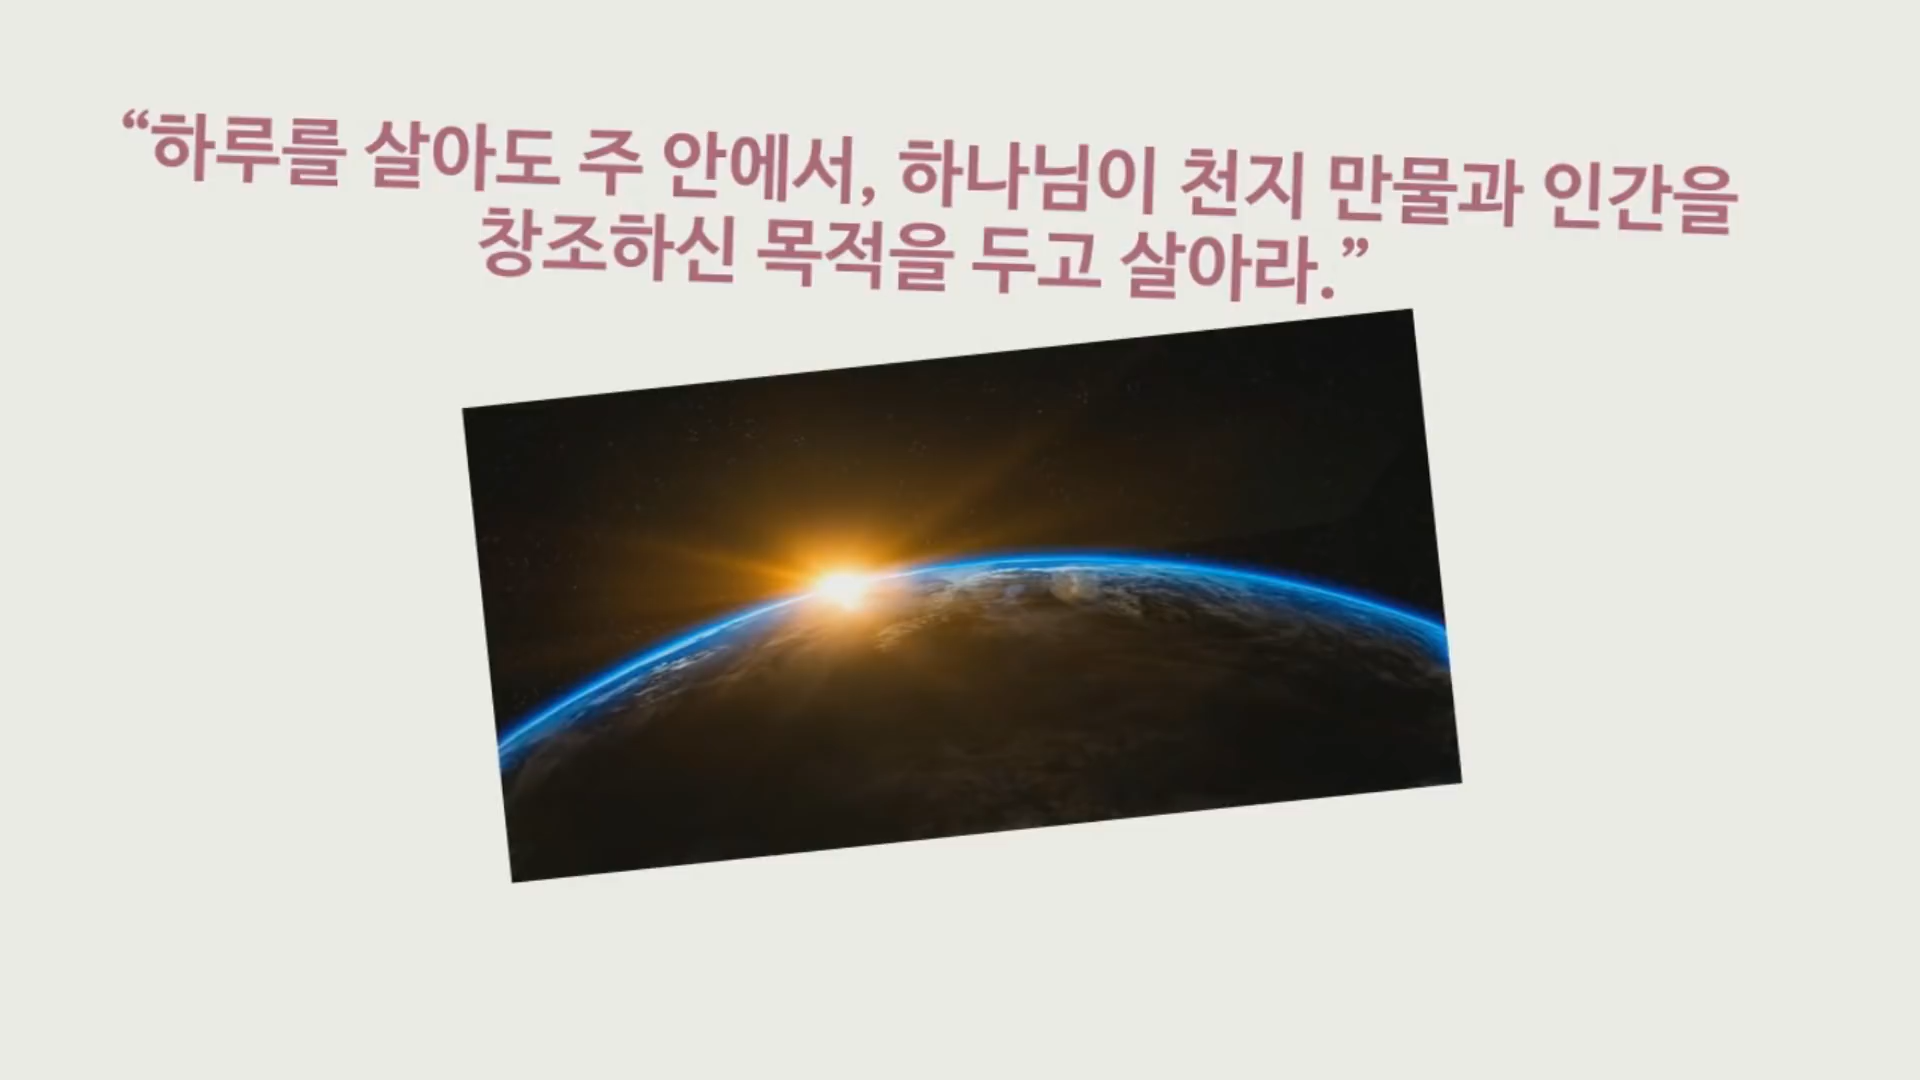 “하루를 살아도 주 안에서, 하나님이 천지 만물과 인간을
창조하신 목적을 두고 살아라.”